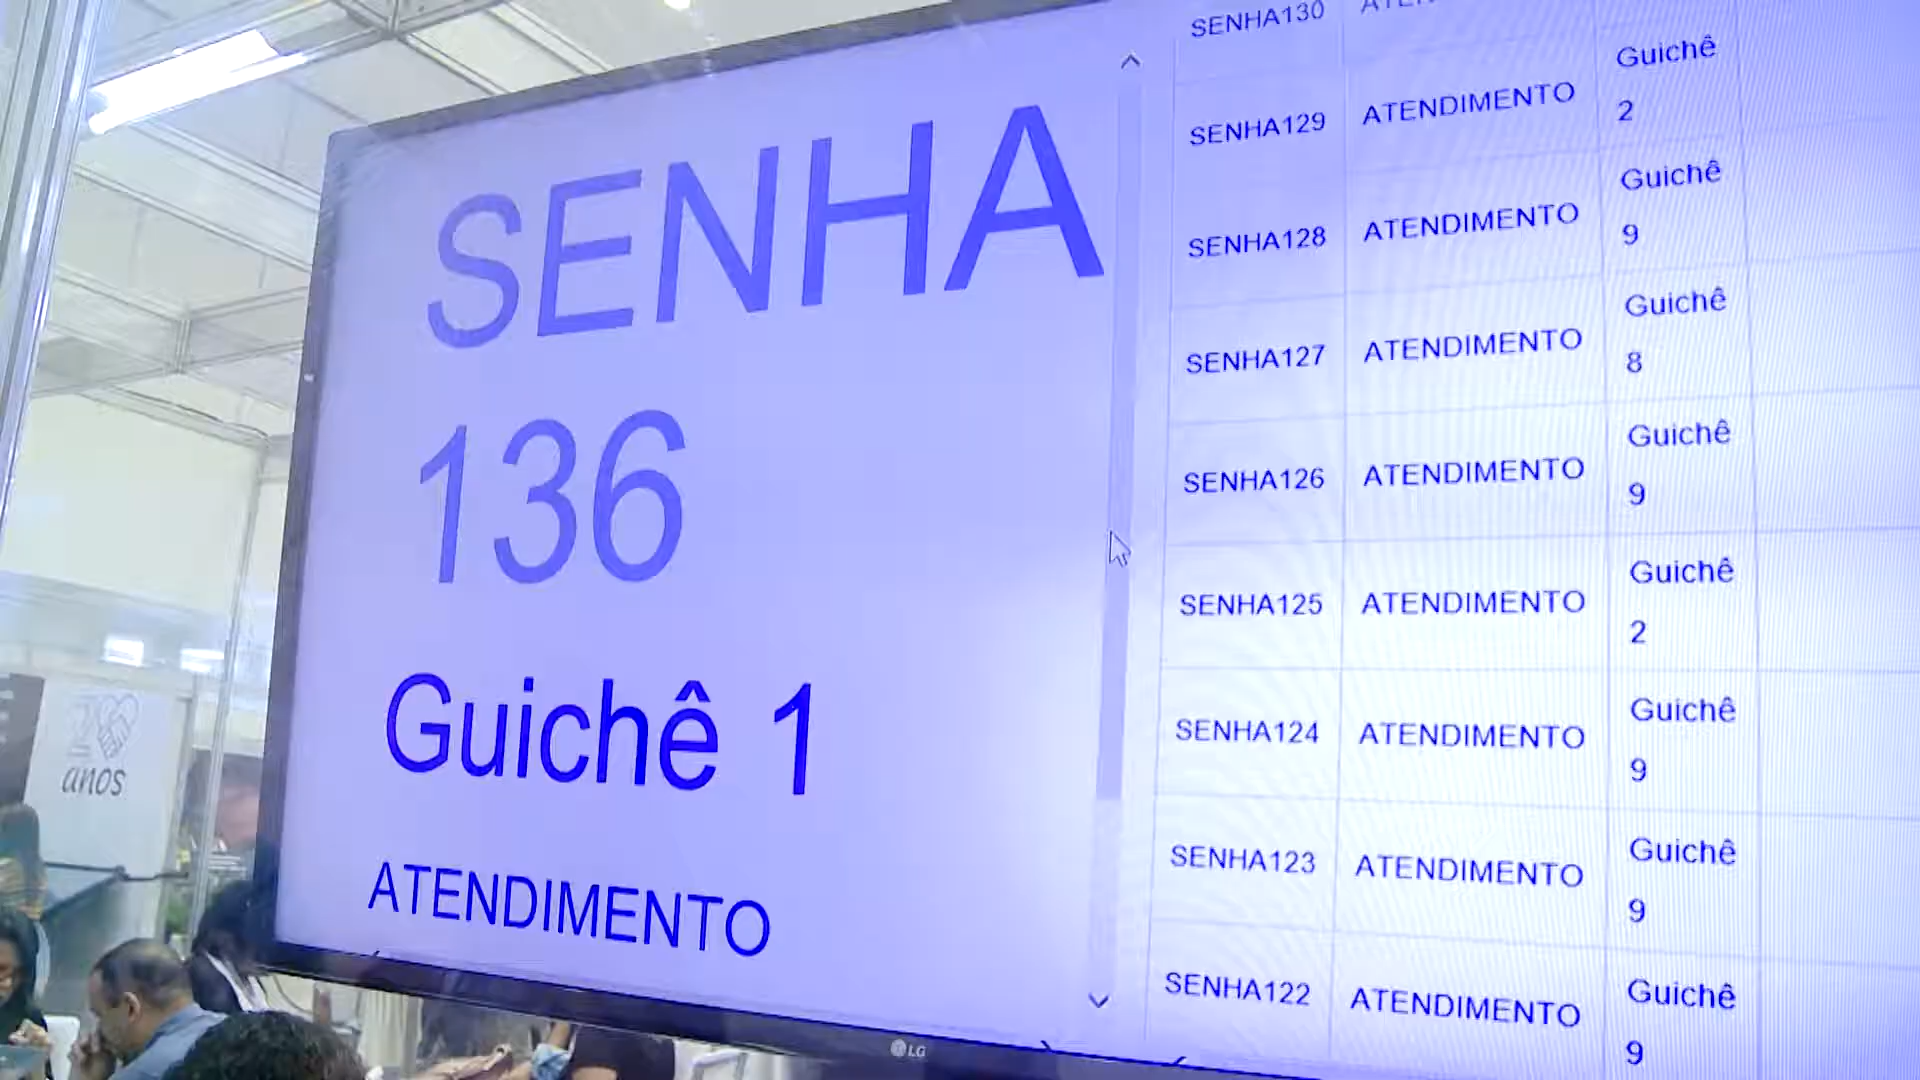 SENHA
136
Guichê 1
ATENDIMENTO
SENHA130
Guichê
SENHA129 ATENDIMENTO 2
Guichê
SENHA128 ATENDIMENTO 9
Guichê
SENHA127 ATENDIMENTO 8
Guichê
SENHA126 ATENDIMENTO 9
Guichê
SENHA125 ATENDIMENTO 2
Guichê
SENHA124 ATENDIMENTO 9
Guichê
SENHA123 ATENDIMENTO 9
Guichê
SENHA122 ATENDIMENTO 9
LG
20
anos